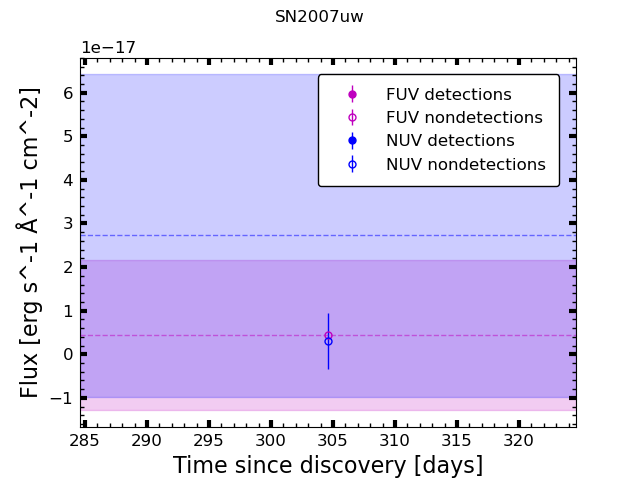 SN2007uw
1e−17
6
5
4
3
2
1
0
−1
Flux [erg s^-1 Å^-1 cm^-2]
FUV detections
FUV nondetections
NUV detections
NUV nondetections
285 290 295 300 305 310 315 320
Time since discovery [days]